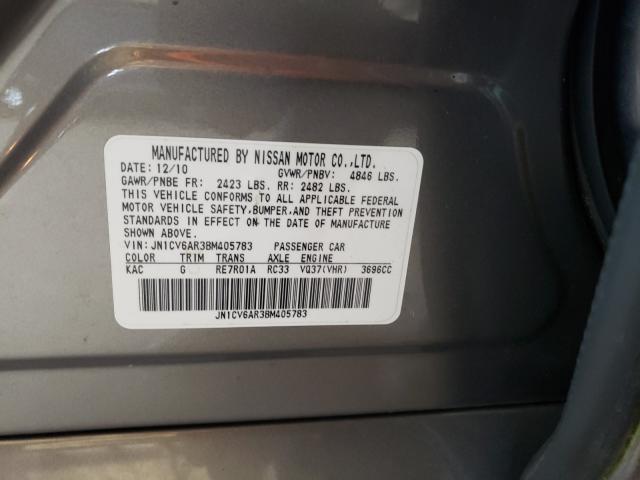 MANUFACTURED BY NISSAN MOTOR CO.,LTD.
DATE: 12/10 GVWR/PNBV: 4846 LBS.
GAWR/PNBE FR: 2423 LBS. RR: 2482 LBS.
THIS VEHICLE CONFORMS TO ALL APPLICABLE FEDERAL
MOTOR VEHICLE SAFETY, BUMPER, AND THEFT PREVENTION
STANDARDS IN EFFECT ON THE DATE OF MANUFACTURE
SHOWN ABOVE.
VIN: JN1CV6AR3BM405783 PASSENGER CAR
COLOR TRIM TRANS AXLE ENGINE
KAC G RE7R01A RC33 VQ37(VHR) 3696CC
JN1CV6AR3BM405783